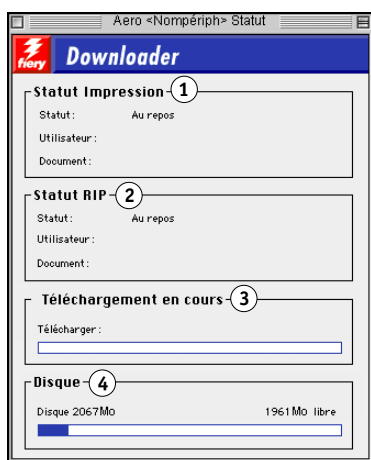 Aero <Nompériph> Statut
fiery
Downloader
Statut Impression 1
Statut: Au repos
Utilisateur :
Document :
Statut RIP 2
Statut: Au repos
Utilisateur :
Document :
Téléchargement en cours 3
Télécharger :
Disque 4
Disque 2067Mo 1961Mo libre